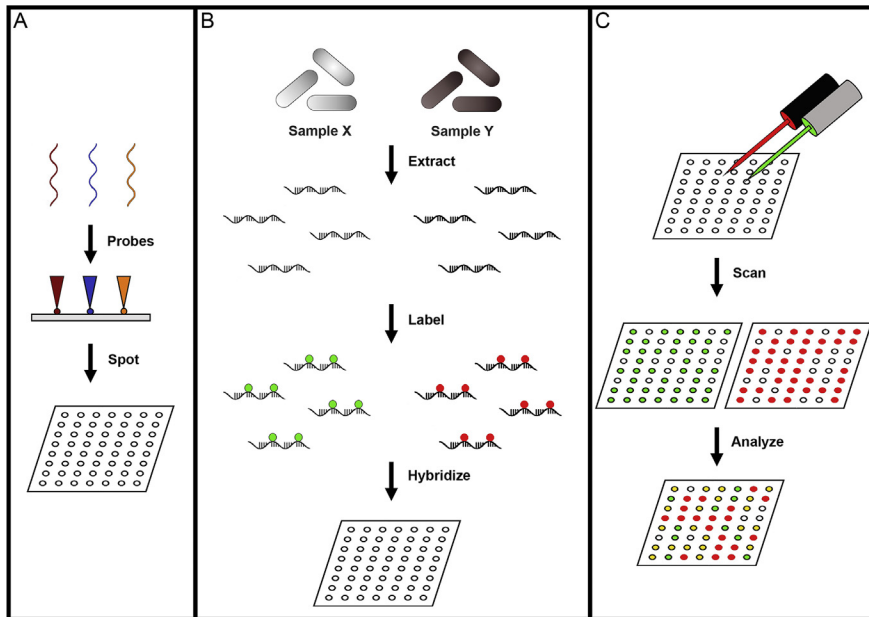 A
Probes
Spot
B
Sample X
Sample Y
Extract
Label
Hybridize
C
Scan
Analyze